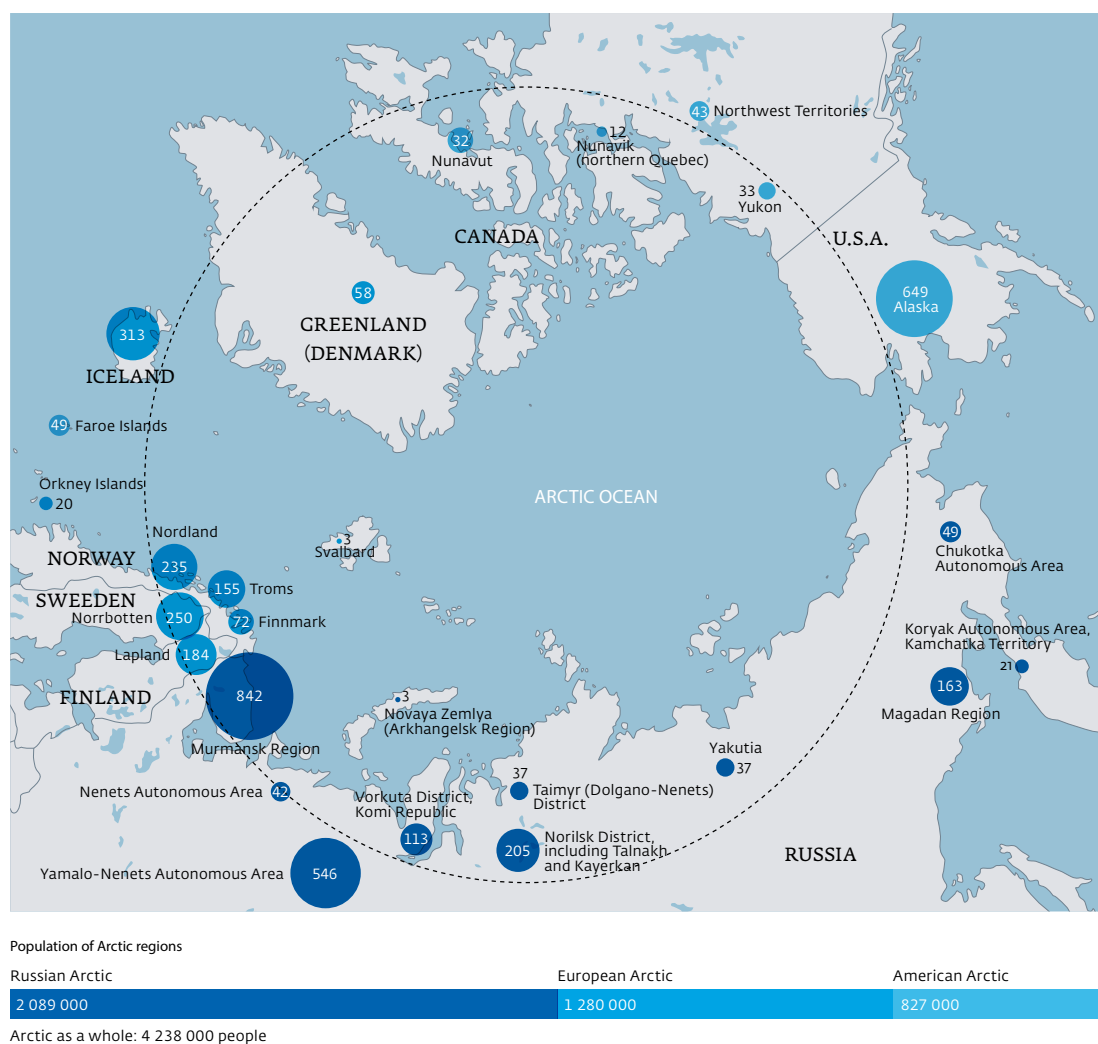 43 Northwest Territories
12
Nunavik
(northern Quebec)
32
Nunavut
33
Yukon
CANADA
U.S.A.
649
Alaska
58
GREENLAND
(DENMARK)
313
ICELAND
49 Faroe Islands
Orkney Islands
20
ARCTIC OCEAN
Nordland
235
NORWAY
3
Svalbard
49
Chukotka
Autonomous Area
155 Troms
SWEDEN
Norrbotten 250
72 Finnmark
Lapland 184
Koryak Autonomous Area,
Kamchatka Territory
21
FINLAND
842
Murmansk Region
3
Novaya Zemlya
(Arkhangelsk Region)
163
Magadan Region
Yakutia
37
37
Taimyr (Dolgano-Nenets)
District
Nenets Autonomous Area 42
Vorkuta District,
Komi Republic
113
205
Norilsk District,
including Talnakh
and Kayerkan
RUSSIA
Yamalo-Nenets Autonomous Area 546
Population of Arctic regions
Russian Arctic European Arctic American Arctic
2 089 000 1 280 000 827 000
Arctic as a whole: 4 238 000 people